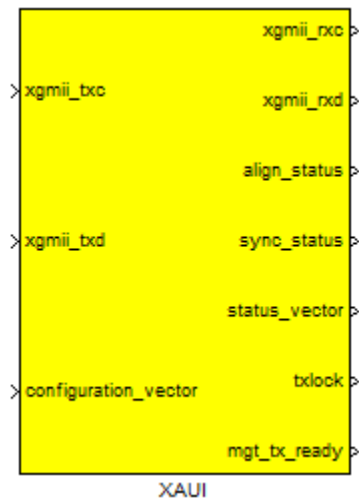 xgmii_rxc
xgmii_txc
xgmii_rxd
align_status
xgmii_txd
sync_status
status_vector
configuration_vector
txlock
mgt_tx_ready
XAUI